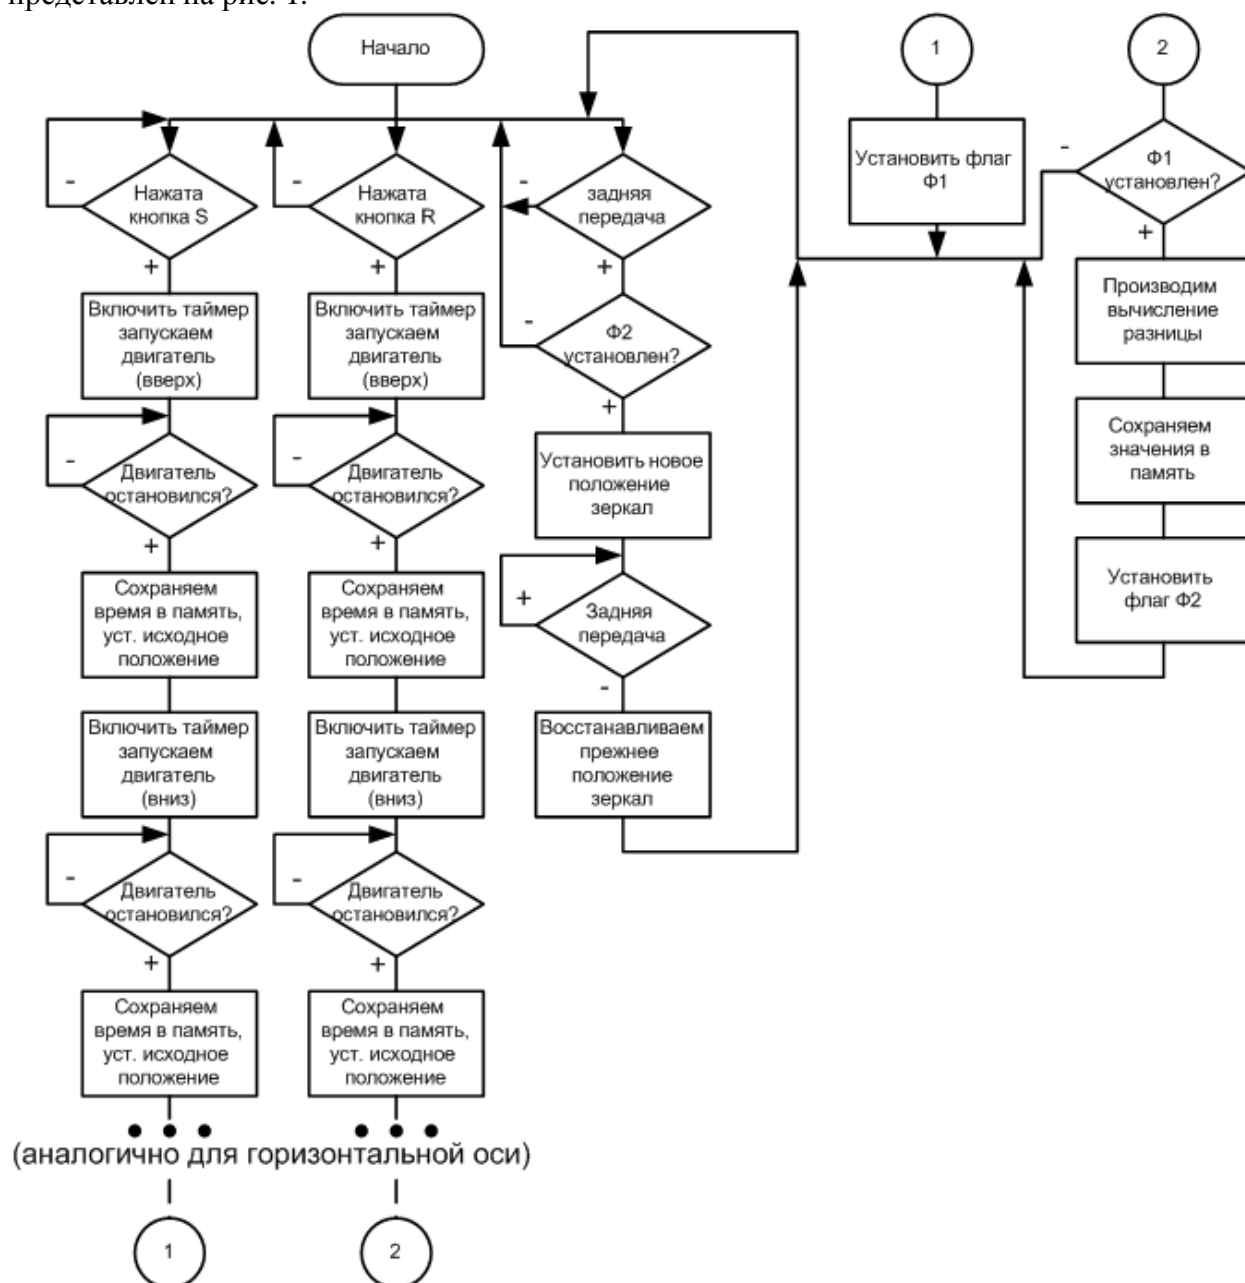 представлен на рис. 1.
Начало
1
2
Нажата
кнопка S
-
+
Включить таймер
запускаем
двигатель
(вверх)
Двигатель
остановился?
-
+
Сохраняем
время в память,
уст. исходное
положение
Включить таймер
запускаем
двигатель
(вниз)
Двигатель
остановился?
-
+
Сохраняем
время в память,
уст. исходное
положение
Нажата
кнопка R
-
+
Включить таймер
запускаем
двигатель
(вверх)
Двигатель
остановился?
-
+
Сохраняем
время в память,
уст. исходное
положение
Включить таймер
запускаем
двигатель
(вниз)
Двигатель
остановился?
-
+
Сохраняем
время в память,
уст. исходное
положение
задняя
передача
-
+
Ф2
установлен?
-
+
Установить новое
положение
зеркал
Задняя
передача
+
-
Восстанавливаем
прежнее
положение
зеркал
Установить флаг
Ф1
Ф1
установлен?
-
+
Производим
вычисление
разницы
Сохраняем
значения в
память
Установить
флаг Ф2
(аналогично для горизонтальной оси)
1
2